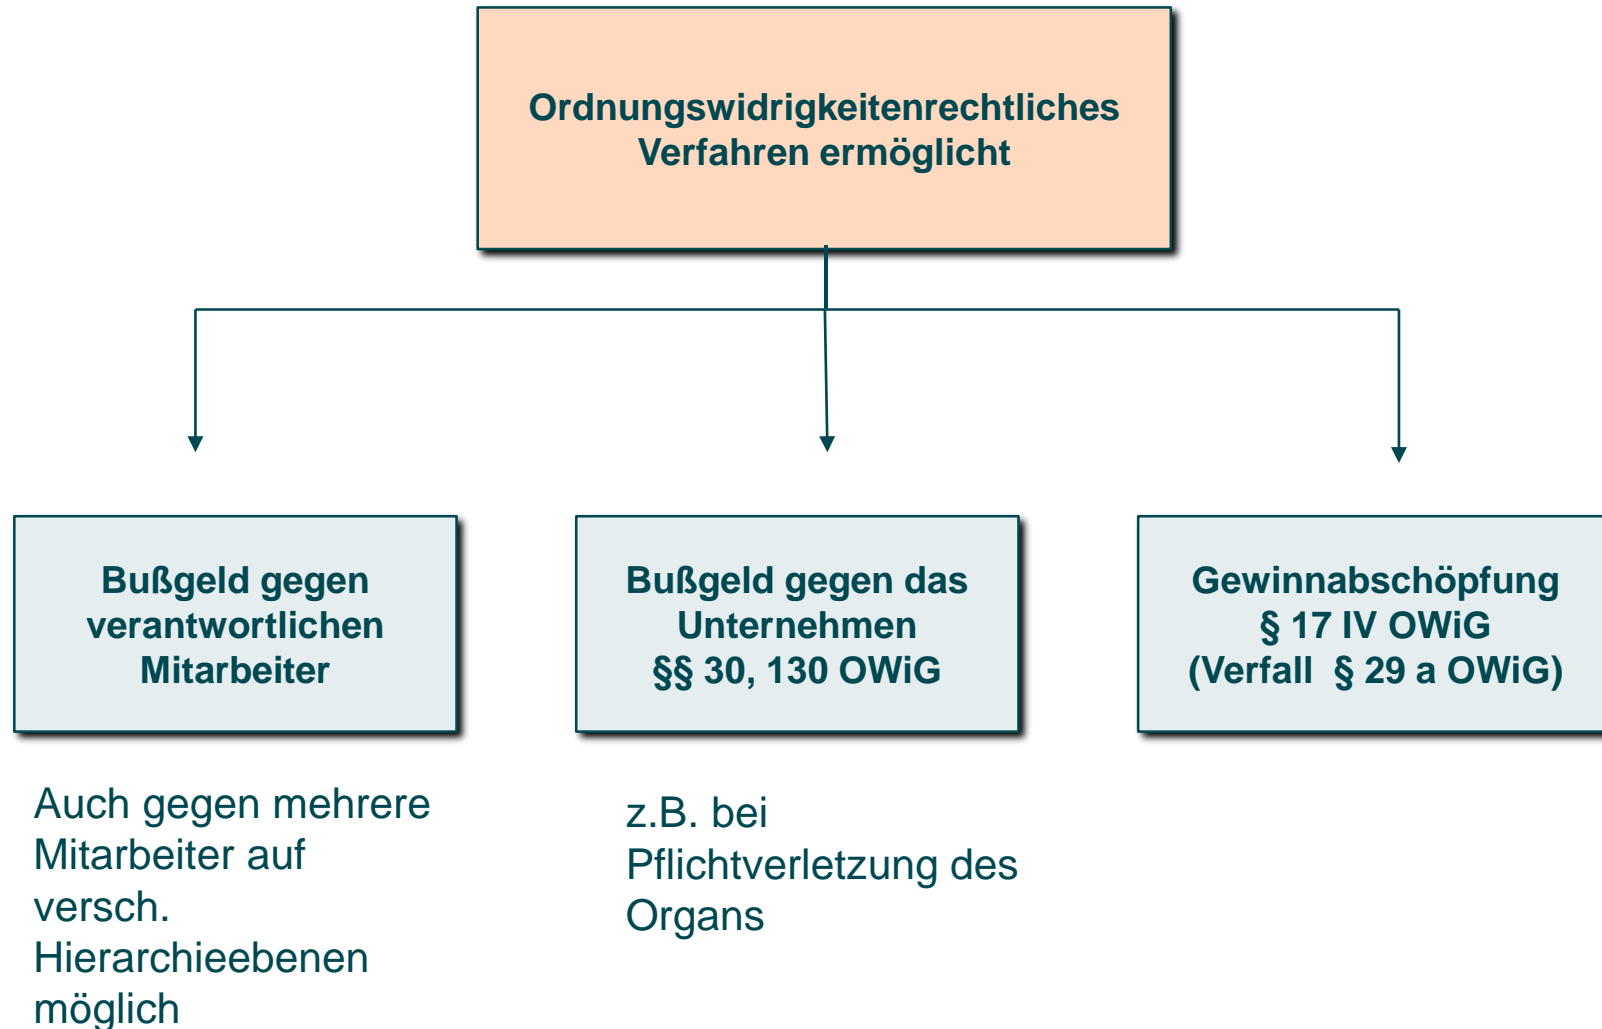 Ordnungswidrigkeitenrechtliches
Verfahren ermöglicht
Bußgeld gegen
verantwortlichen
Mitarbeiter
Bußgeld gegen das
Unternehmen
§§ 30, 130 OWiG
Gewinnabschöpfung
§ 17 IV OWiG
(Verfall § 29 a OWiG)
Auch gegen mehrere
Mitarbeiter auf
versch.
Hierarchieebenen
möglich
z.B. bei
Pflichtverletzung des
Organs